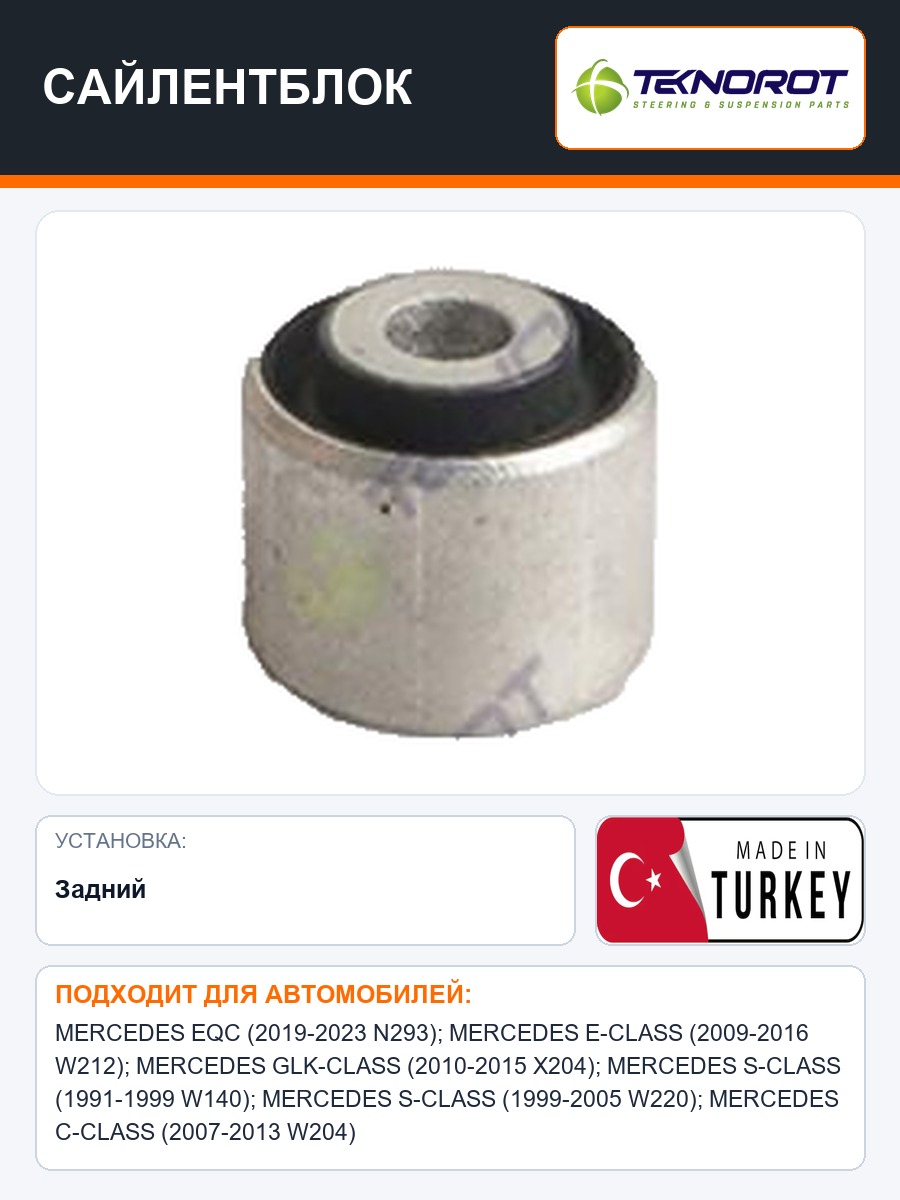 САЙЛЕНТБЛОК
TEKNOROT
STEERING & SUSPENSION PARTS
УСТАНОВКА:
Задний
MADE IN
TURKEY
ПОДХОДИТ ДЛЯ АВТОМОБИЛЕЙ:
MERCEDES EQC (2019-2023 N293); MERCEDES E-CLASS (2009-2016
W212); MERCEDES GLK-CLASS (2010-2015 X204); MERCEDES S-CLASS
(1991-1999 W140); MERCEDES S-CLASS (1999-2005 W220); MERCEDES
C-CLASS (2007-2013 W204)